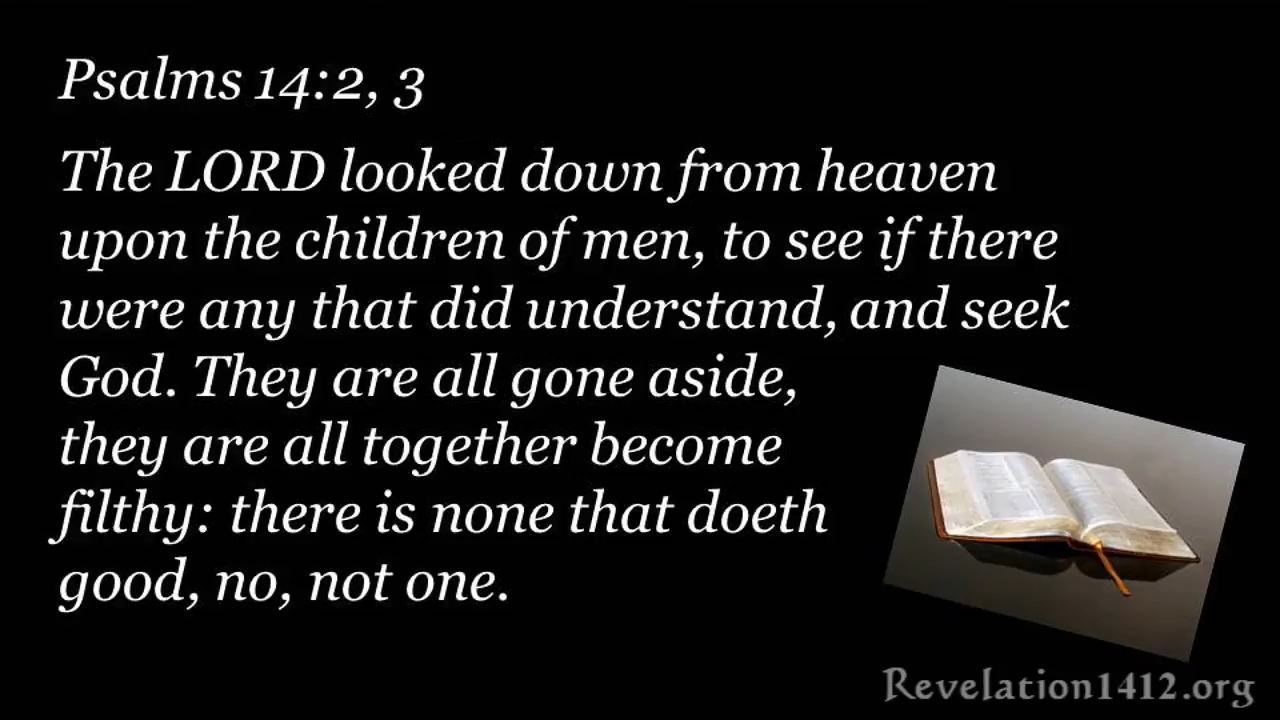 Psalms 14:2, 3
The LORD looked down from heaven
upon the children of men, to see if there
were any that did understand, and seek
God. They are all gone aside,
they are all together become
filthy: there is none that doeth
good, no, not one.
Revelation1412.org